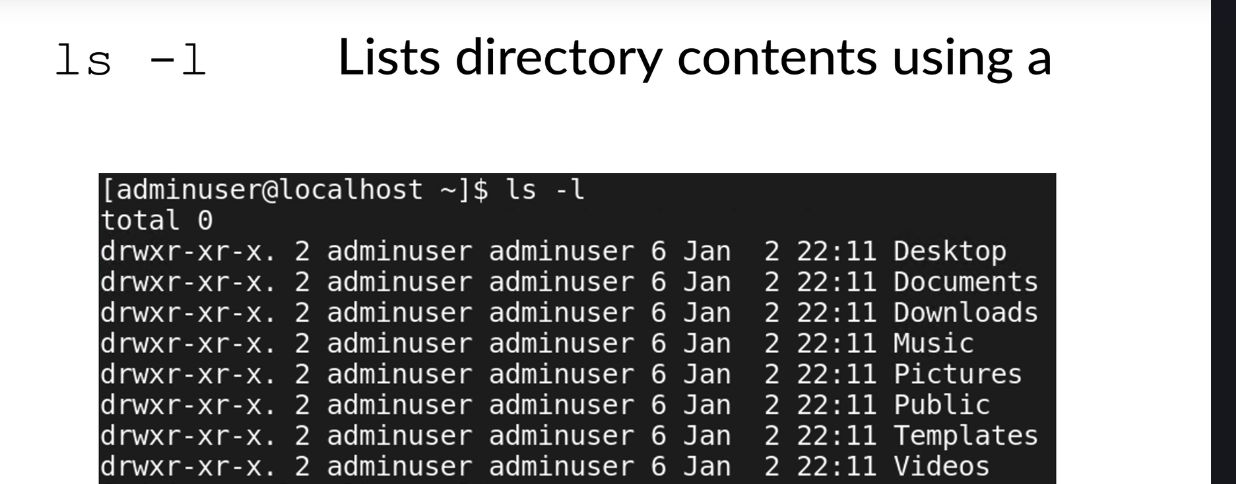 ls -l Lists directory contents using a
[adminuser@localhost ~]$ ls -l
total 0
drwxr-xr-x. 2 adminuser adminuser 6 Jan  2 22:11 Desktop
drwxr-xr-x. 2 adminuser adminuser 6 Jan  2 22:11 Documents
drwxr-xr-x. 2 adminuser adminuser 6 Jan  2 22:11 Downloads
drwxr-xr-x. 2 adminuser adminuser 6 Jan  2 22:11 Music
drwxr-xr-x. 2 adminuser adminuser 6 Jan  2 22:11 Pictures
drwxr-xr-x. 2 adminuser adminuser 6 Jan  2 22:11 Public
drwxr-xr-x. 2 adminuser adminuser 6 Jan  2 22:11 Templates
drwxr-xr-x. 2 adminuser adminuser 6 Jan  2 22:11 Videos